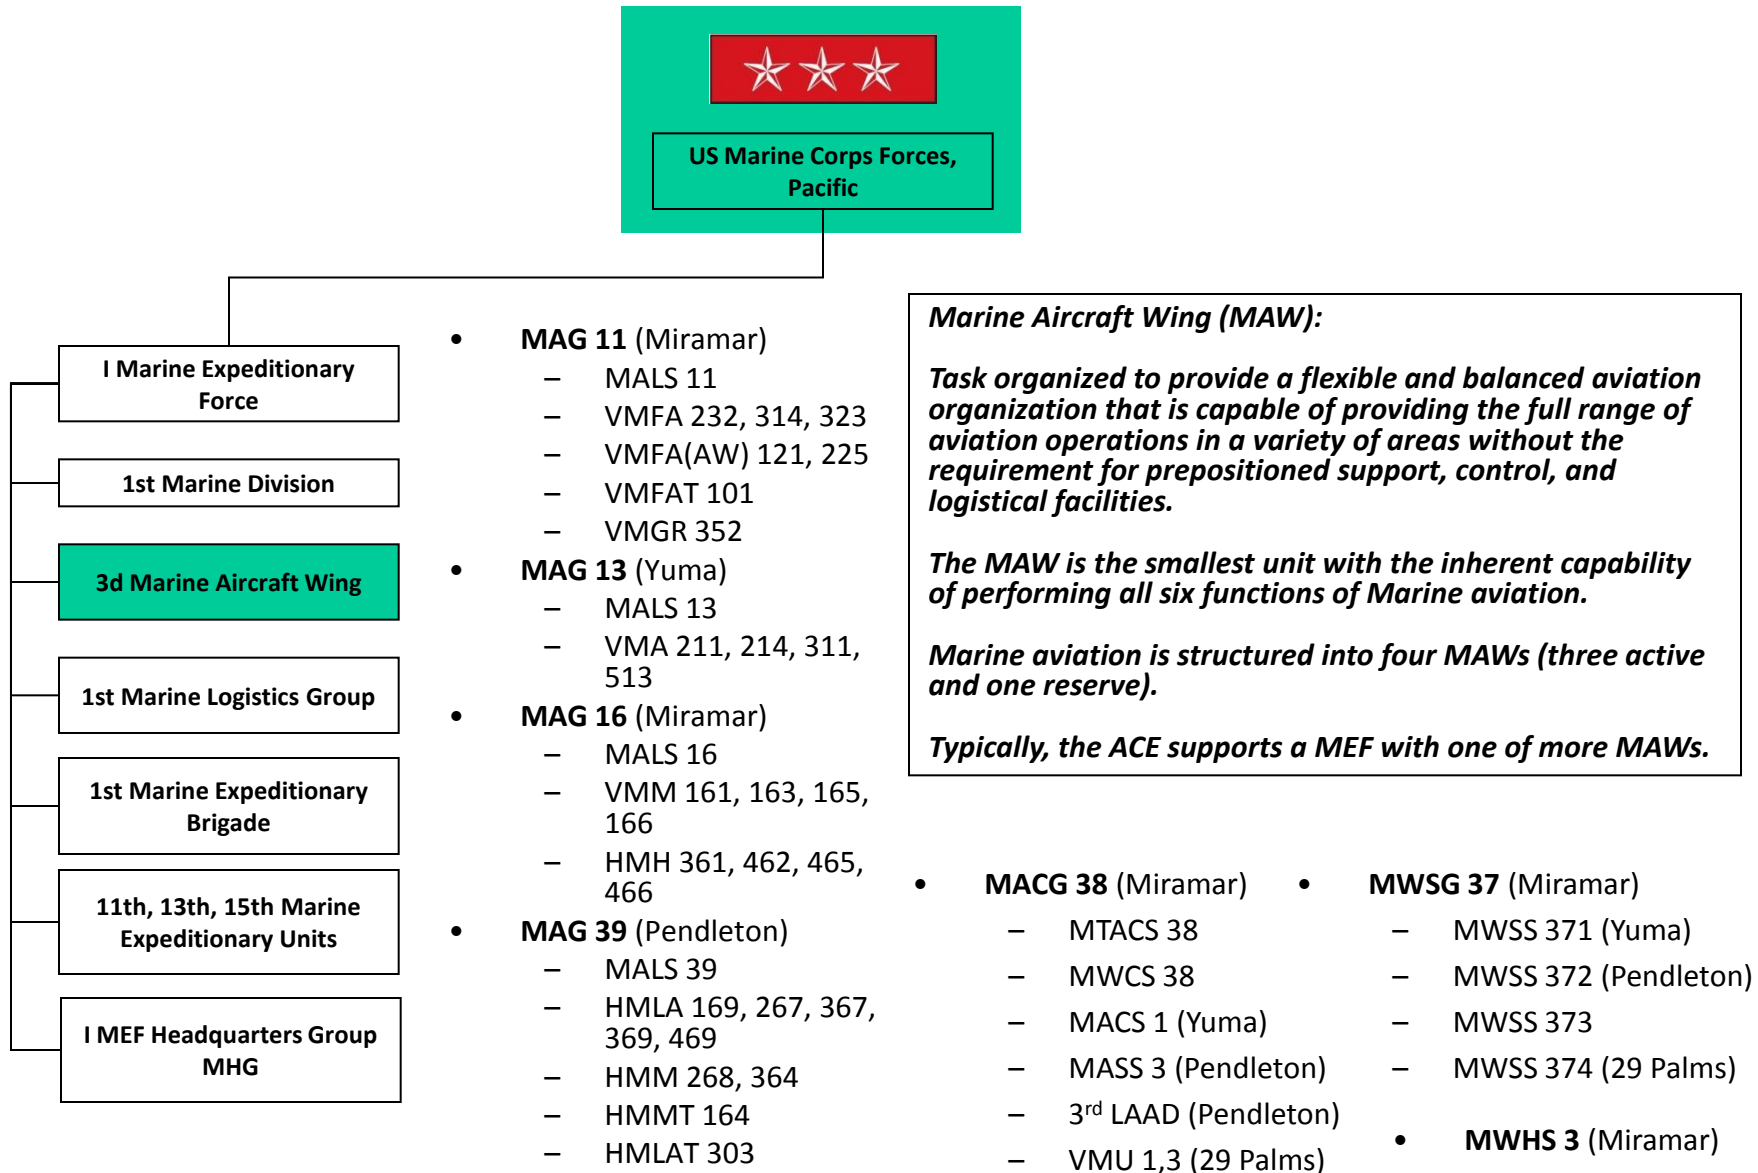 US Marine Corps Forces,
Pacific
I Marine Expeditionary
Force
1st Marine Division
3d Marine Aircraft Wing
1st Marine Logistics Group
1st Marine Expeditionary
Brigade
11th, 13th, 15th Marine
Expeditionary Units
I MEF Headquarters Group
MHG
• MAG 11 (Miramar)
– MALS 11
– VMFA 232, 314, 323
– VMFA(AW) 121, 225
– VMFAT 101
– VMGR 352
• MAG 13 (Yuma)
– MALS 13
– VMA 211, 214, 311,
513
• MAG 16 (Miramar)
– MALS 16
– VMM 161, 163, 165,
166
– HMH 361, 462, 465,
466
• MAG 39 (Pendleton)
– MALS 39
– HMLA 169, 267, 367,
369, 469
– HMM 268, 364
– HMMT 164
– HMLAT 303
Marine Aircraft Wing (MAW):
Task organized to provide a flexible and balanced aviation
organization that is capable of providing the full range of
aviation operations in a variety of areas without the
requirement for prepositioned support, control, and
logistical facilities.
The MAW is the smallest unit with the inherent capability
of performing all six functions of Marine aviation.
Marine aviation is structured into four MAWs (three active
and one reserve).
Typically, the ACE supports a MEF with one of more MAWs.
• MACG 38 (Miramar)
– MTACS 38
– MWCS 38
– MACS 1 (Yuma)
– MASS 3 (Pendleton)
– 3rd LAAD (Pendleton)
– VMU 1,3 (29 Palms)
• MWSG 37 (Miramar)
– MWSS 371 (Yuma)
– MWSS 372 (Pendleton)
– MWSS 373
– MWSS 374 (29 Palms)
• MWHS 3 (Miramar)